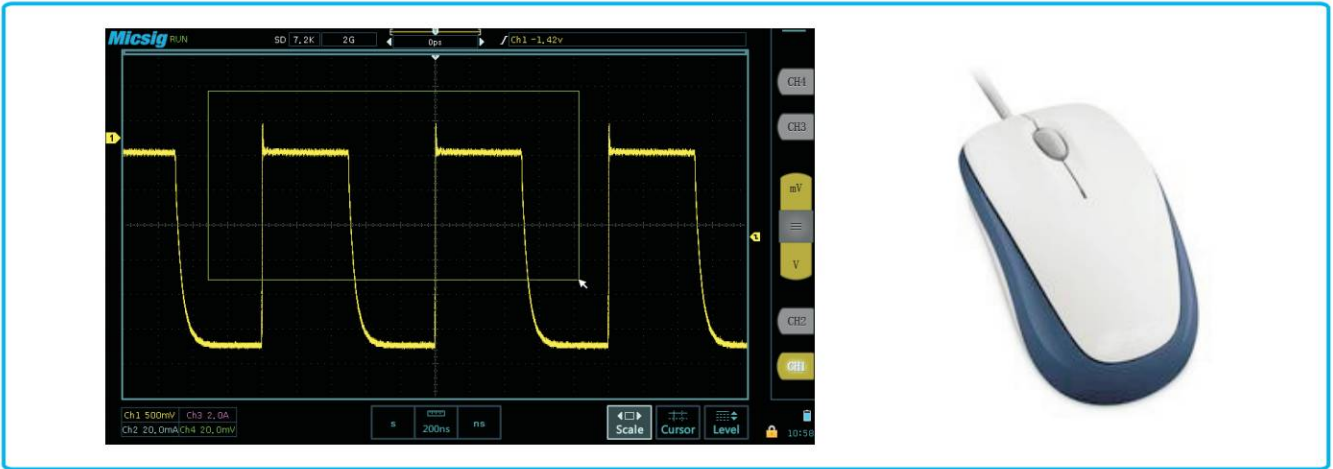 Micsig RUN SD 7.2K 2G 0ps Ch1 -1.42v
CH4
CH3
1
mV
V
CH2
CH1
Ch1 500mV Ch3 2.0A
Ch2 20.0mA Ch4 20.0mV
s 200ns ns
Scale Cursor Level
10:58